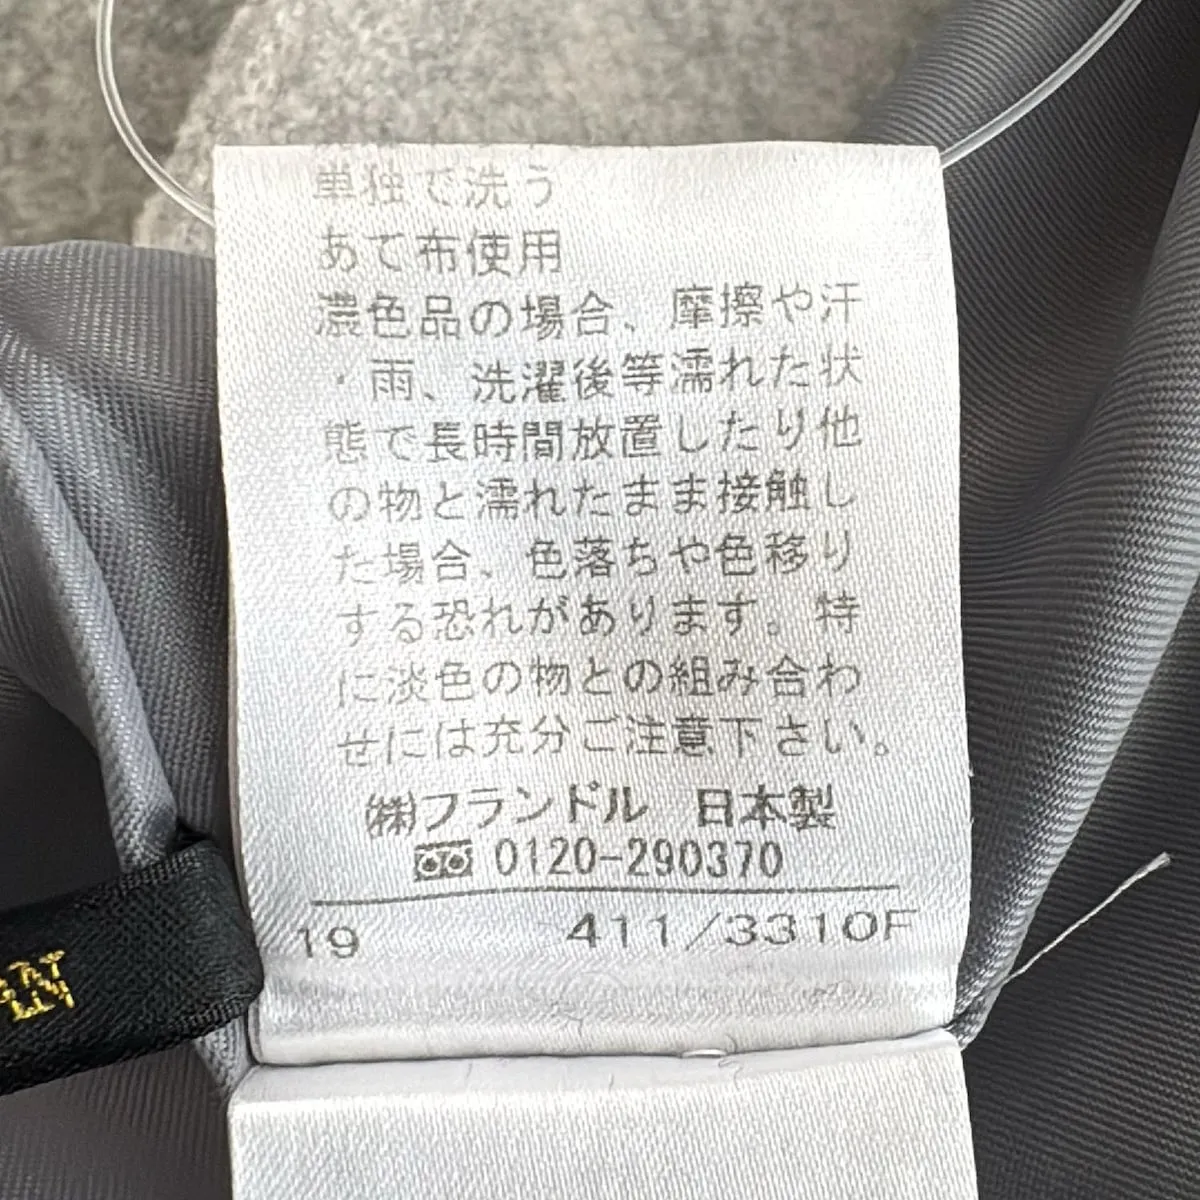 単独で洗う
あて布使用
濃色品の場合、摩擦や汗
・雨、洗濯後等濡れた状
態で長時間放置したり他
の物と濡れたまま接触し
た場合、色落ちや色移り
する恐れがあります。特
に淡色の物との組み合わ
せには充分ご注意下さい。
㈱フランドル 日本製
0120-290370
19 411/3310F